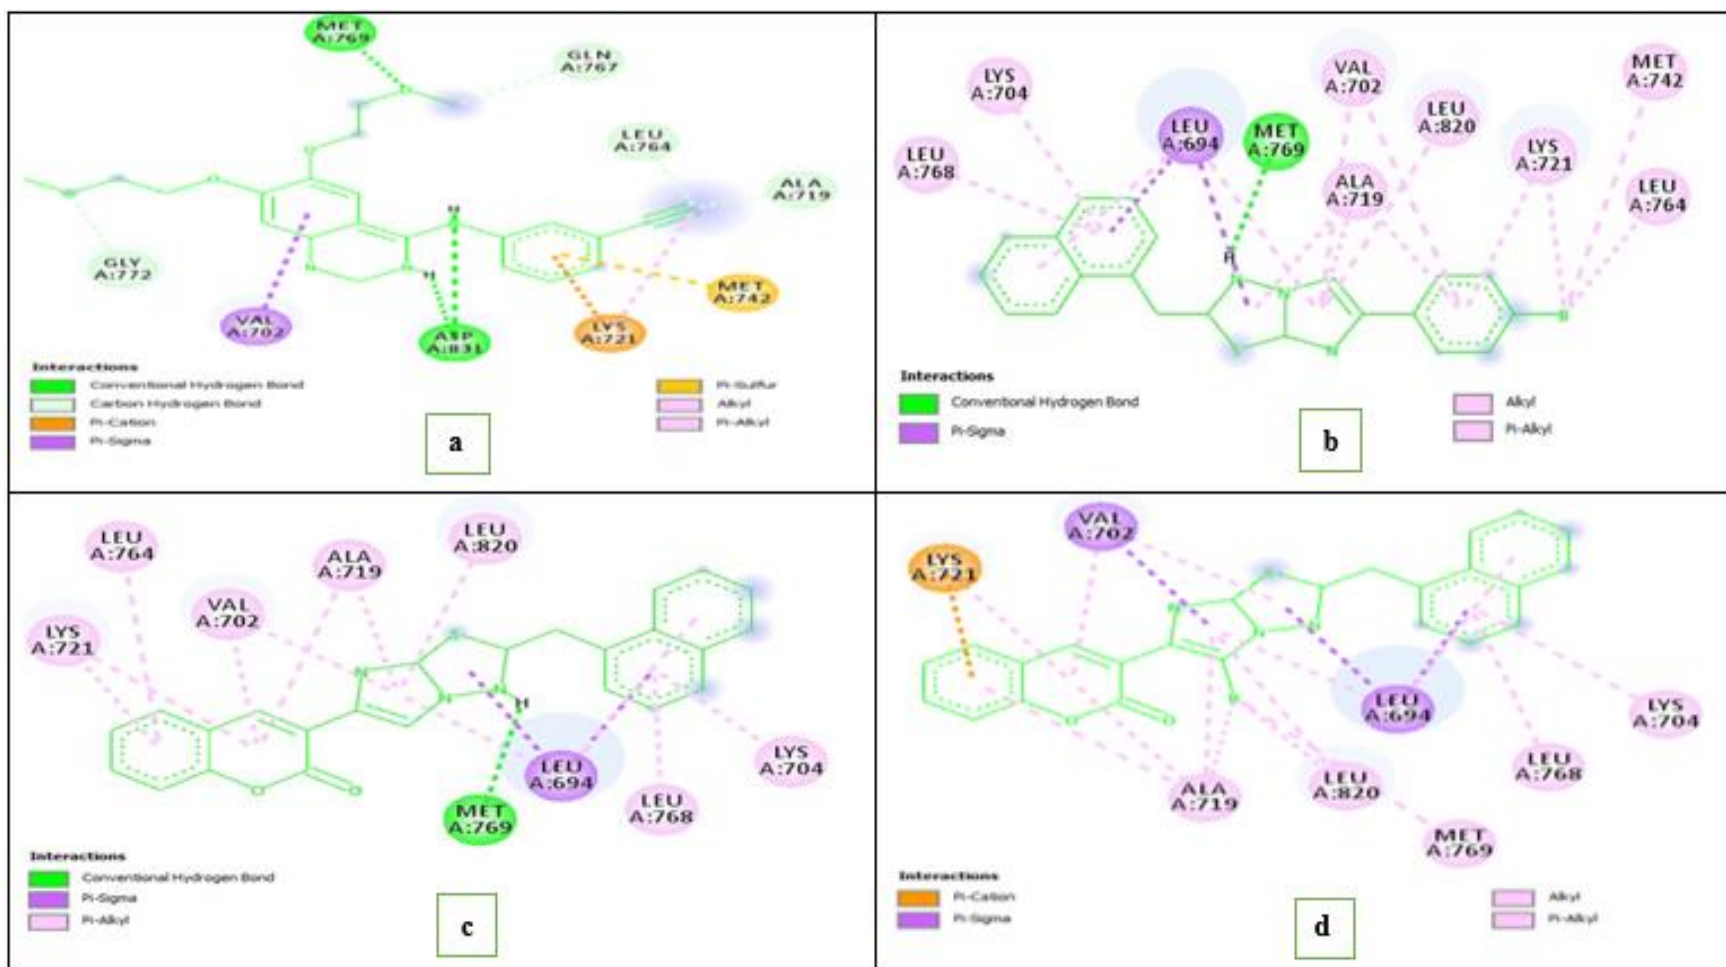 MET
A:769
GLN
A:767
LEU
A:764
ALA
A:719
GLY
A:772
VAL
A:702
ASP
A:831
LYS
A:721
MET
A:742
H
H
Interactions
Conventional Hydrogen Bond
Carbon Hydrogen Bond
Pi-Cation
Pi-Sigma
Pi-Sulfur
Alkyl
Pi-Alkyl
a
LYS
A:704
LEU
A:768
LEU
A:694
MET
A:769
VAL
A:702
ALA
A:719
LEU
A:820
LYS
A:721
MET
A:742
LEU
A:764
N
N
Interactions
Conventional Hydrogen Bond
Pi-Sigma
Alkyl
Pi-Alkyl
b
LEU
A:764
LYS
A:721
VAL
A:702
ALA
A:719
LEU
A:820
LEU
A:694
MET
A:769
LEU
A:768
LYS
A:704
N
N
N
H
O
O
Interactions
Conventional Hydrogen Bond
Pi-Sigma
Pi-Alkyl
c
LYS
A:721
VAL
A:702
LEU
A:694
LYS
A:704
LEU
A:768
ALA
A:719
LEU
A:820
MET
A:769
O
O
Interactions
Pi-Cation
Pi-Sigma
Alkyl
Pi-Alkyl
d